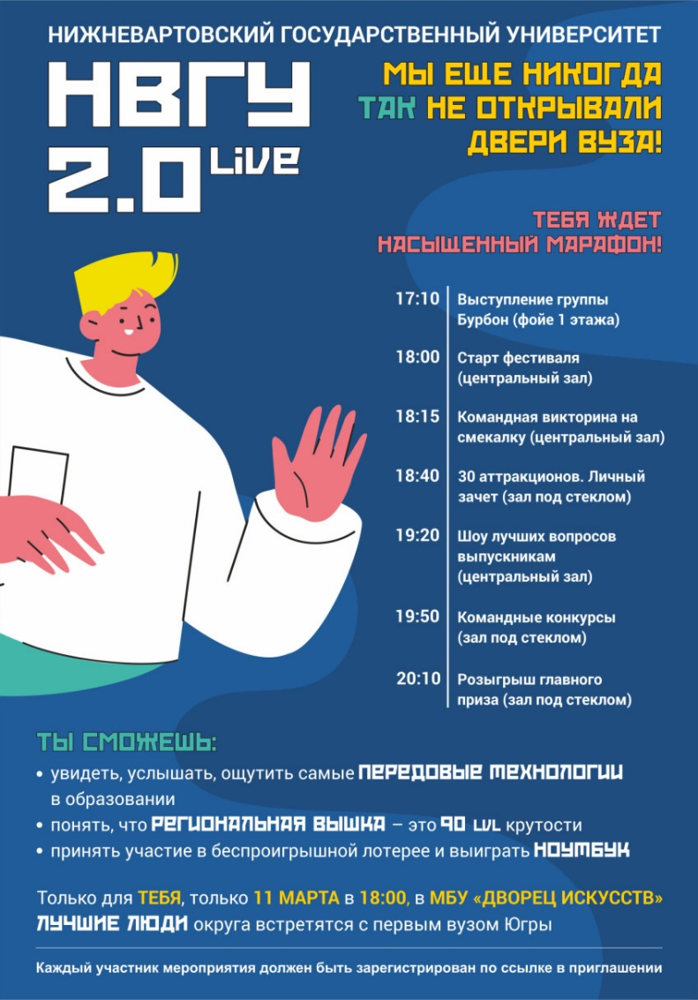 НИЖНЕВАРТОВСКИЙ ГОСУДАРСТВЕННЫЙ УНИВЕРСИТЕТ
НВГУ
2.0 Live
МЫ ЕЩЕ НИКОГДА
ТАК НЕ ОТКРЫВАЛИ
ДВЕРИ ВУЗА!
ТЕБЯ ЖДЕТ
НАСЫЩЕННЫЙ МАРАФОН!
17:10 Выступление группы
Бурбон (фойе 1 этажа)
18:00 Старт фестиваля
(центральный зал)
18:15 Командная викторина на
смекалку (центральный зал)
18:40 30 аттракционов. Личный
зачет (зал под стеклом)
19:20 Шоу лучших вопросов
выпускникам
(центральный зал)
19:50 Командные конкурсы
(зал под стеклом)
20:10 Розыгрыш главного
приза (зал под стеклом)
ТЫ СМОЖЕШЬ:
• увидеть, услышать, ощутить самые ПЕРЕДОВЫЕ ТЕХНОЛОГИИ
в образовании
• понять, что РЕГИОНАЛЬНАЯ ВЫШКА – это 90 LVL крутости
• принять участие в беспроигрышной лотерее и выиграть НОУТБУК
Только для ТЕБЯ, только 11 МАРТА в 18:00, в МБУ «ДВОРЕЦ ИСКУССТВ»
ЛУЧШИЕ ЛЮДИ округа встретятся с первым вузом Югры
Каждый участник мероприятия должен быть зарегистрирован по ссылке в приглашении